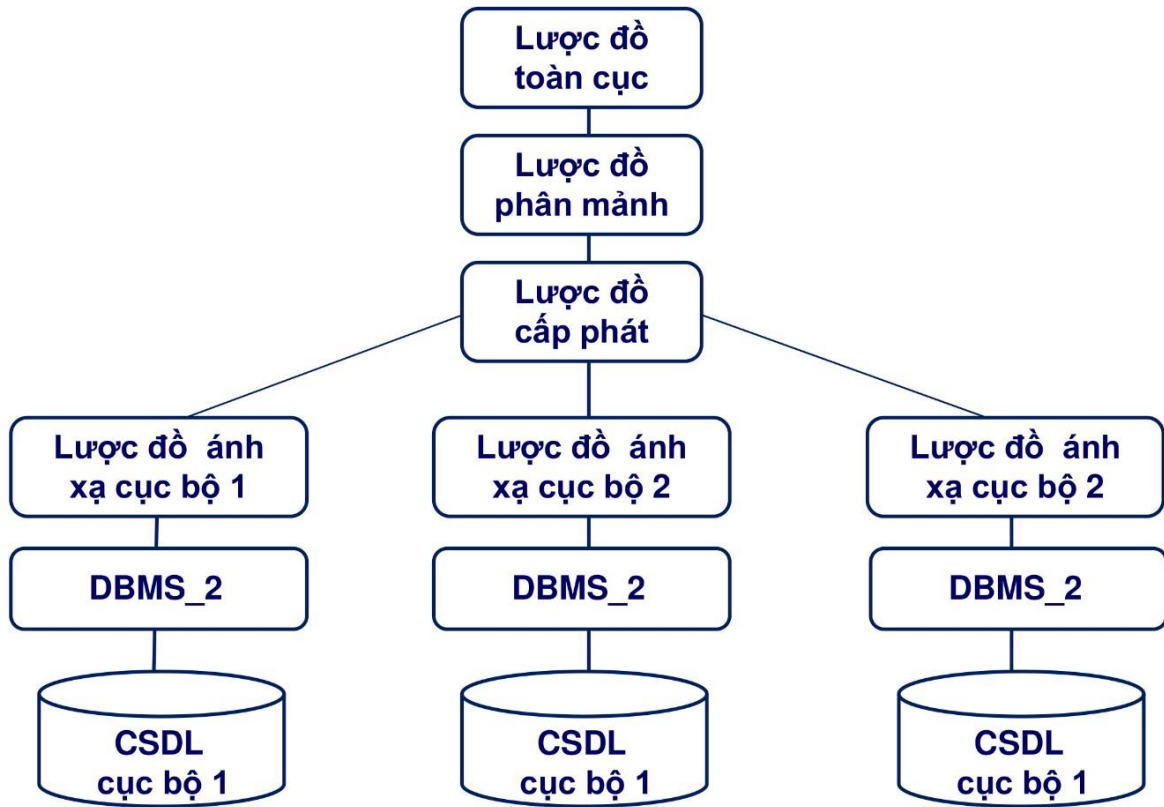 Lược đồ
toàn cục
Lược đồ
phân mảnh
Lược đồ
cấp phát
Lược đồ ánh
xạ cục bộ 1
Lược đồ ánh
xạ cục bộ 2
Lược đồ ánh
xạ cục bộ 2
DBMS_2
DBMS_2
DBMS_2
CSDL
cục bộ 1
CSDL
cục bộ 1
CSDL
cục bộ 1